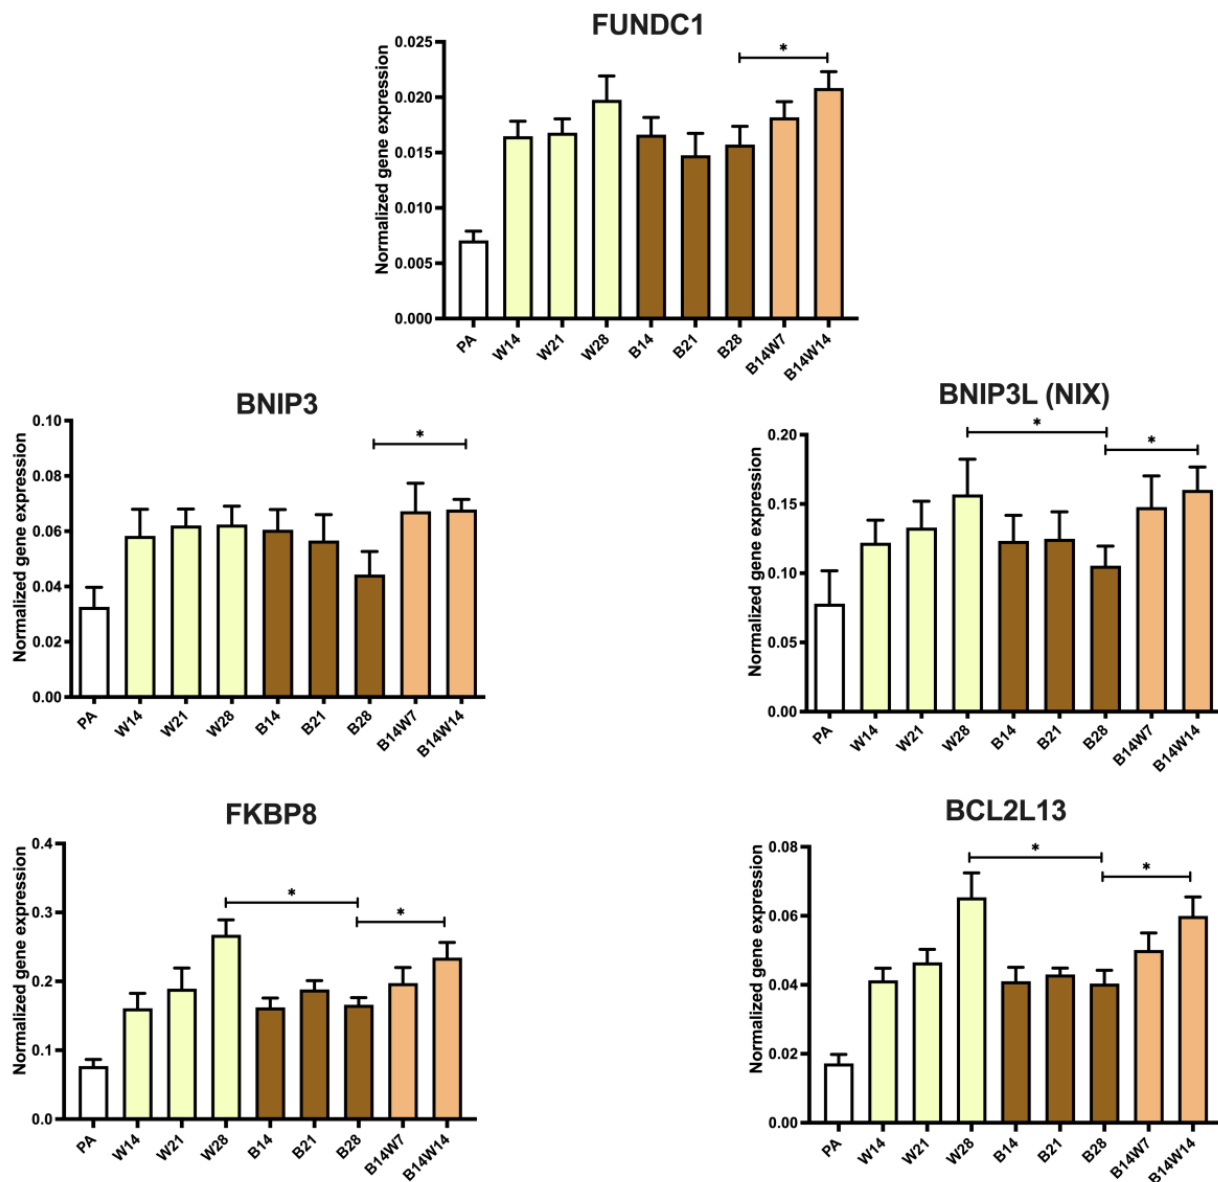 FUNDC1
Normalized gene expression
0.025
0.020
0.015
0.010
0.005
0.000
*
PA
W14
W21
W28
B14
B21
B28
B14W7
B14W14
BNIP3
Normalized gene expression
0.10
0.08
0.06
0.04
0.02
0.00
*
PA
W14
W21
W28
B14
B21
B28
B14W7
B14W14
BNIP3L (NIX)
Normalized gene expression
0.20
0.15
0.10
0.05
0.00
*
*
PA
W14
W21
W28
B14
B21
B28
B14W7
B14W14
FKBP8
Normalized gene expression
0.4
0.3
0.2
0.1
0.0
*
*
PA
W14
W21
W28
B14
B21
B28
B14W7
B14W14
BCL2L13
Normalized gene expression
0.08
0.06
0.04
0.02
0.00
*
*
PA
W14
W21
W28
B14
B21
B28
B14W7
B14W14